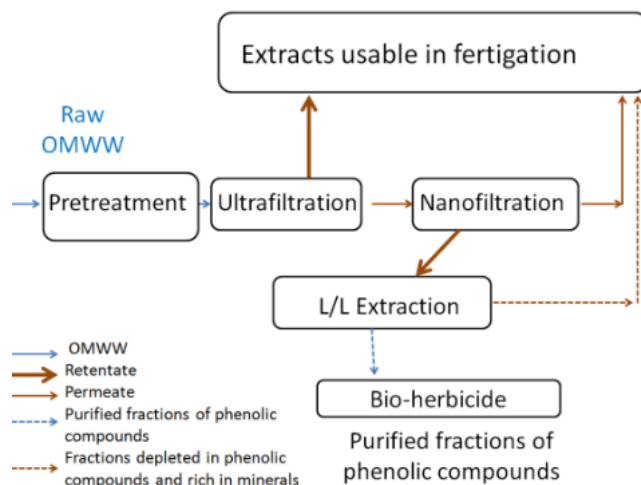 Extracts usable in fertigation
Raw
OMWW
Pretreatment
Ultrafiltration
Nanofiltration
L/L Extraction
Bio-herbicide
Purified fractions of
phenolic compounds
OMWW
Retentate
Permeate
Purified fractions of phenolic
compounds
Fractions depleted in phenolic
compounds and rich in minerals